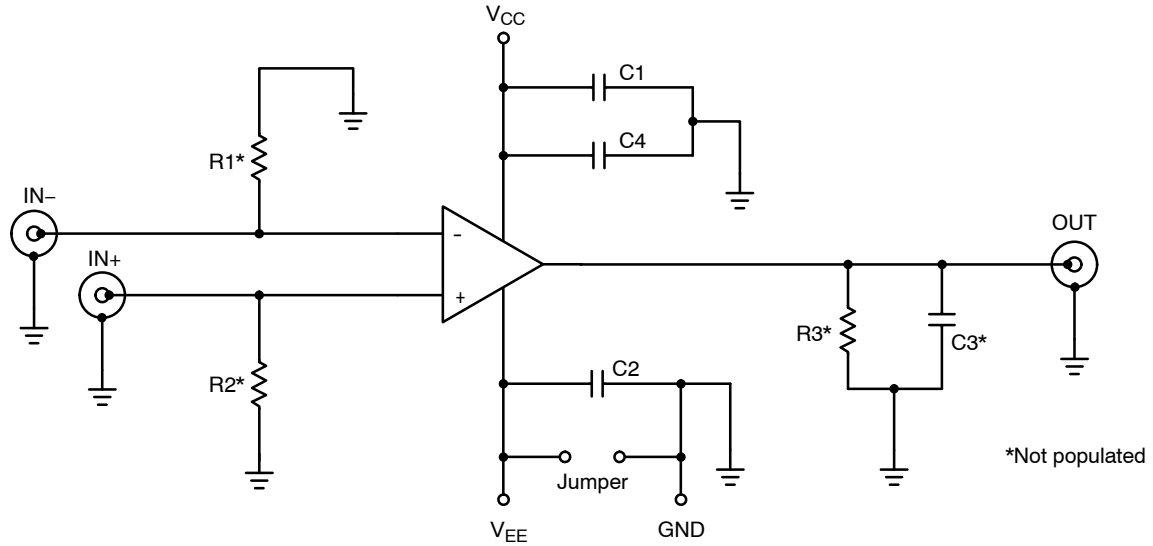 V_CC
C1
C4
R1*
IN−
IN+
−
+
OUT
R3*
C3*
R2*
C2
Jumper
*Not populated
V_EE
GND